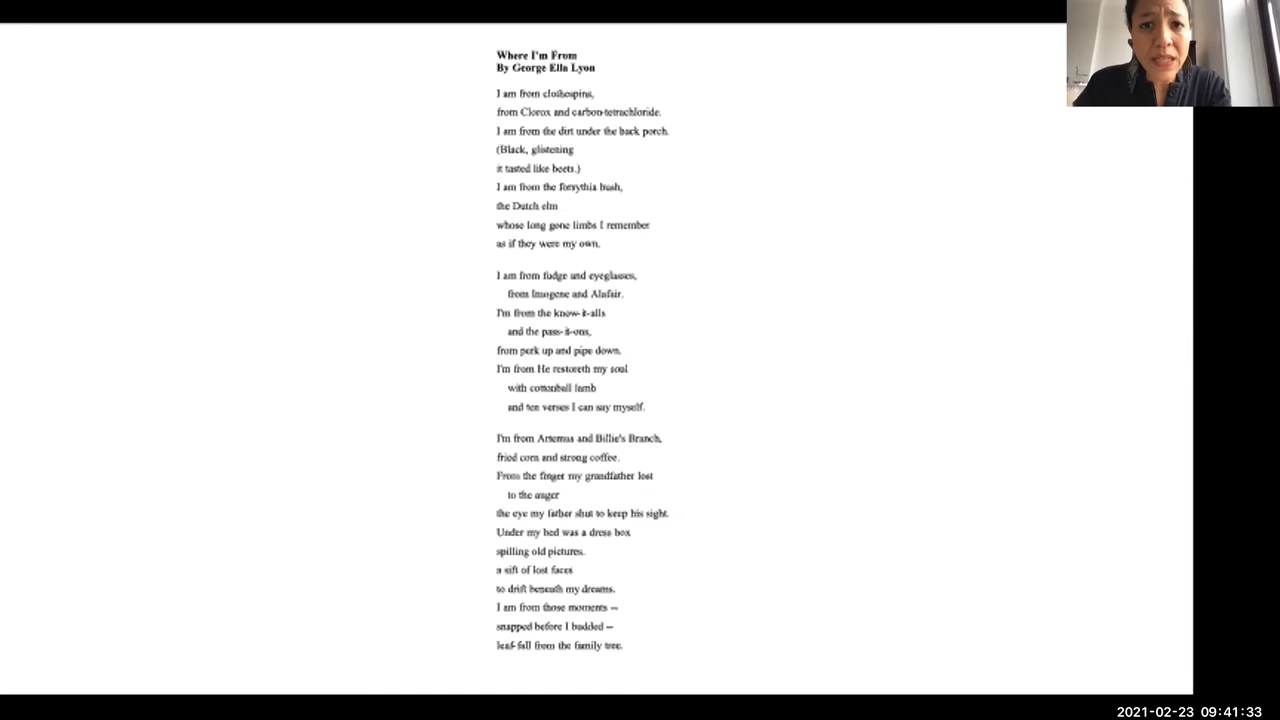 Where I'm From
By George Ella Lyon
I am from clothespins,
from Clorox and carbon-tetrachloride.
I am from the dirt under the back porch.
(Black, glistening
it tasted like beets.)
I am from the forsythia bush,
the Dutch elm
whose long gone limbs I remember
as if they were my own.
I am from fudge and eyeglasses,
from Imogene and Alafair.
I'm from the know-it-alls
and the pass-it-ons,
from perk up and pipe down.
I'm from He restoreth my soul
with cottonball lamb
and ten verses I can say myself.
I'm from Artemus and Billie's Branch,
fried corn and strong coffee.
From the finger my grandfather lost
to the auger
the eye my father shut to keep his sight.
Under my bed was a dress box
spilling old pictures.
a sift of lost faces
to drift beneath my dreams.
I am from those moments --
snapped before I budded --
leaf-fall from the family tree.
2021-02-23 09:41:33